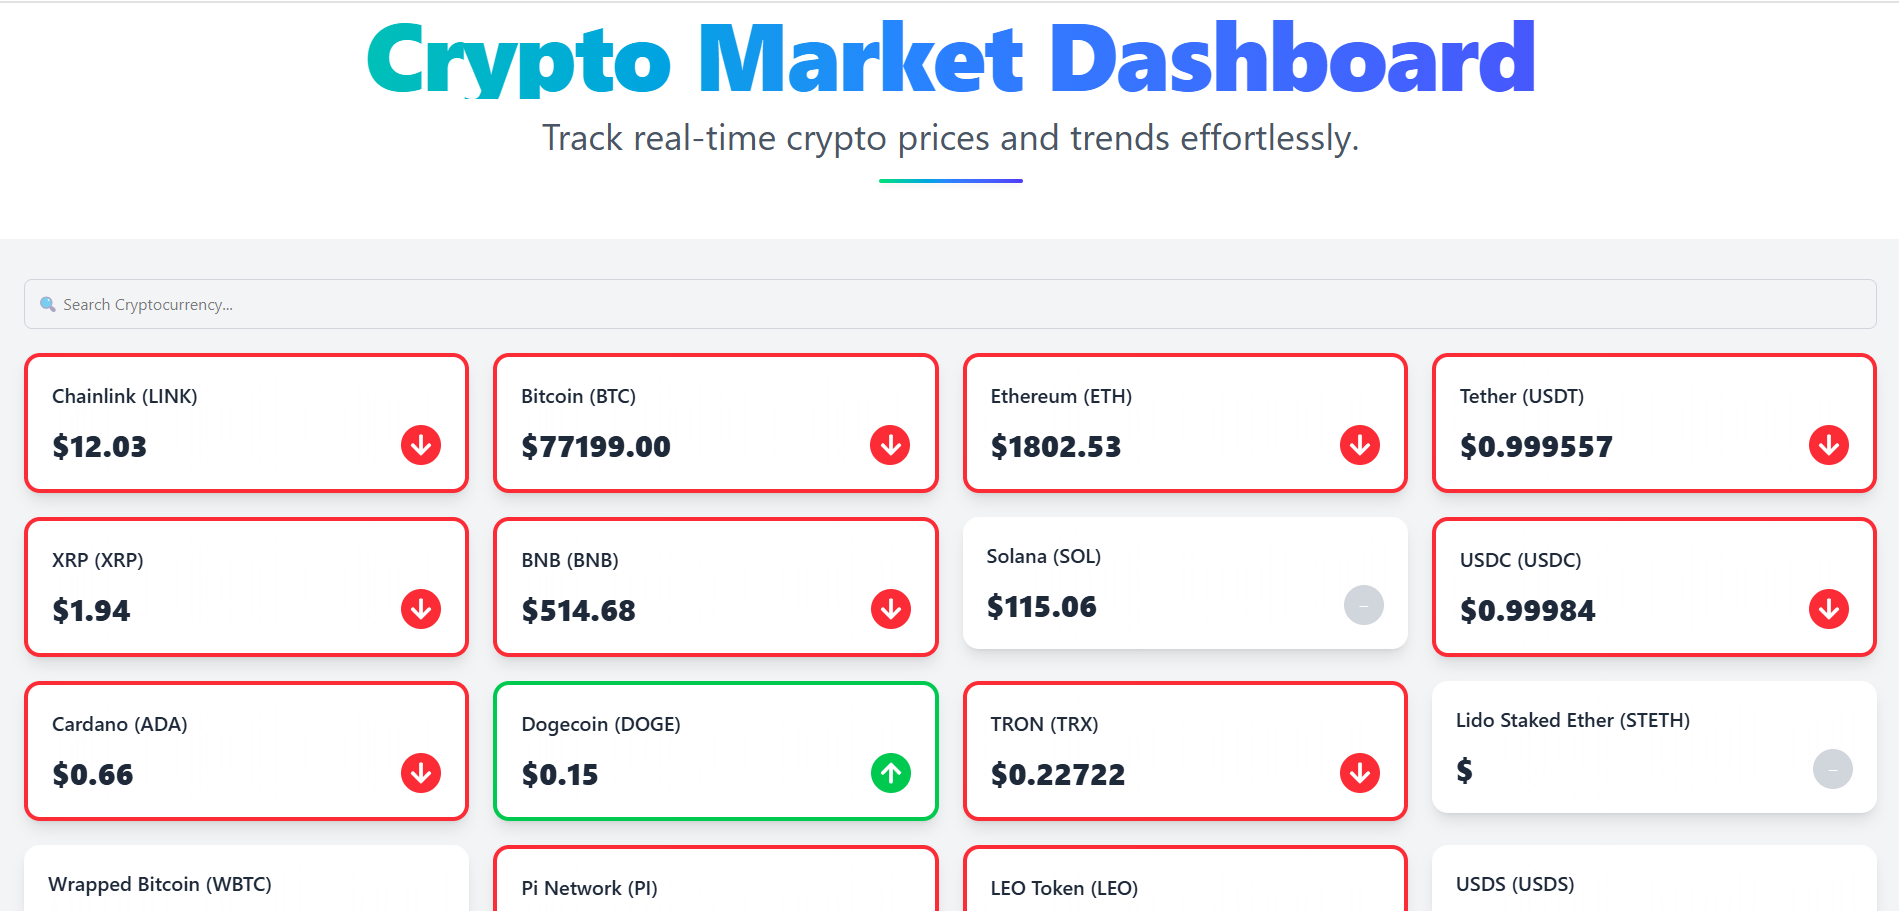 Crypto Market Dashboard
Track real-time crypto prices and trends effortlessly.
🔍 Search Cryptocurrency...
Chainlink (LINK)
$12.03
Bitcoin (BTC)
$77199.00
Ethereum (ETH)
$1802.53
Tether (USDT)
$0.999557
XRP (XRP)
$1.94
BNB (BNB)
$514.68
Solana (SOL)
$115.06
–
USDC (USDC)
$0.99984
Cardano (ADA)
$0.66
Dogecoin (DOGE)
$0.15
TRON (TRX)
$0.22722
Lido Staked Ether (STETH)
$
–
Wrapped Bitcoin (WBTC)
Pi Network (PI)
LEO Token (LEO)
USDS (USDS)